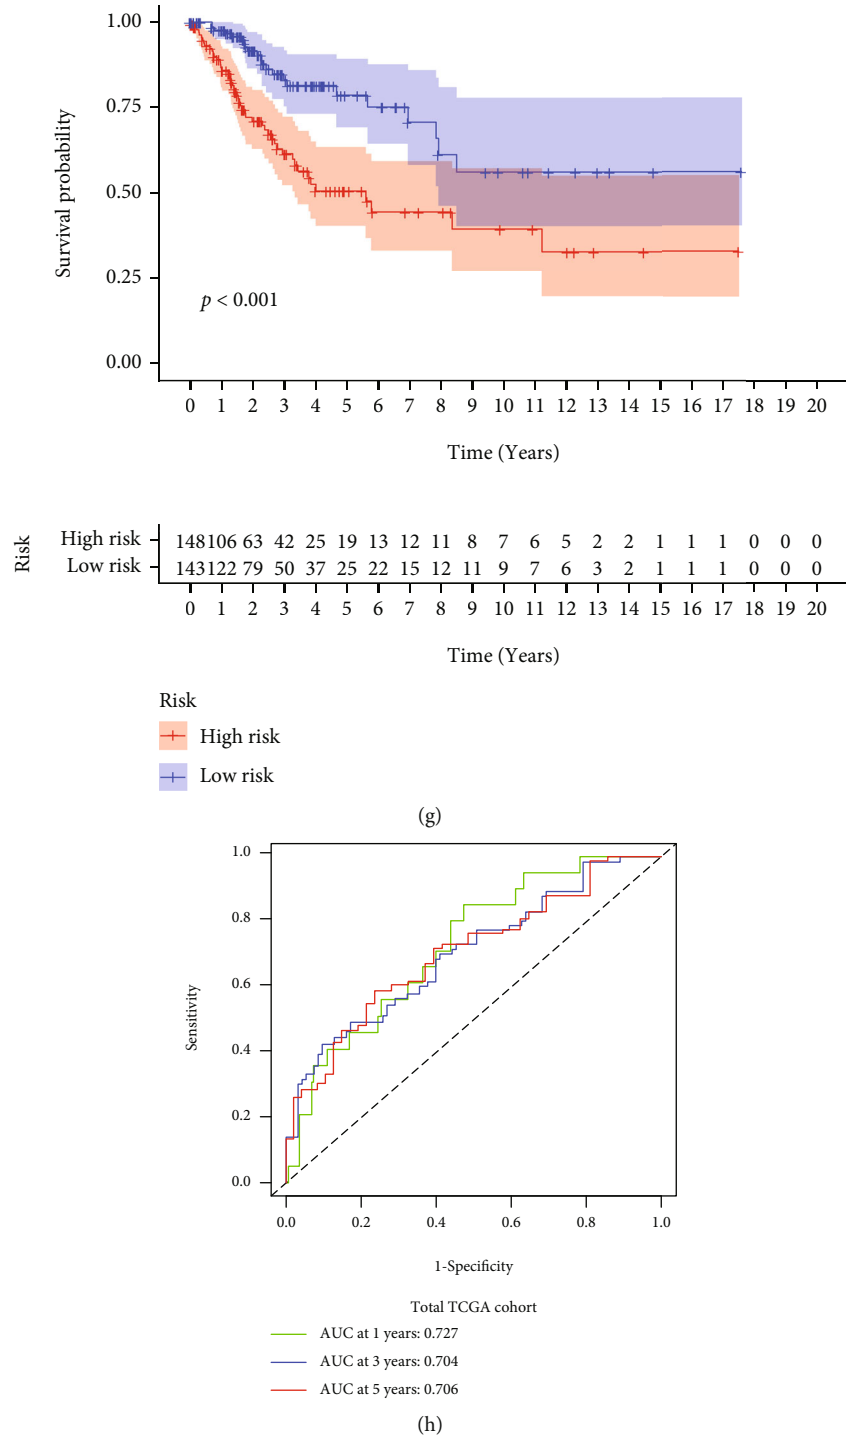 1.00
0.75
0.50
0.25
0.00
Survival probability
p < 0.001
0 1 2 3 4 5 6 7 8 9 10 11 12 13 14 15 16 17 18 19 20
Time (Years)
Risk
High risk 148 106 63 42 25 19 13 12 11 8 7 6 5 2 2 1 1 1 0 0 0
Low risk 143 122 79 50 37 25 22 15 12 11 9 7 6 3 2 1 1 1 0 0 0
0 1 2 3 4 5 6 7 8 9 10 11 12 13 14 15 16 17 18 19 20
Time (Years)
Risk
High risk
Low risk
(g)
1.0
0.8
0.6
0.4
0.2
0.0
Sensitivity
0.0 0.2 0.4 0.6 0.8 1.0
1-Specificity
Total TCGA cohort
AUC at 1 years: 0.727
AUC at 3 years: 0.704
AUC at 5 years: 0.706
(h)